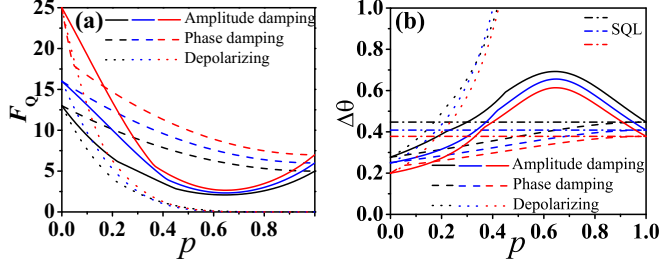 (a)
Amplitude damping
Phase damping
Depolarizing
25
20
15
10
5
0
F_Q
0.0 0.2 0.4 0.6 0.8
p
(b)
SQL
1.0
0.8
0.6
0.4
0.2
0.0
Δθ
Amplitude damping
Phase damping
Depolarizing
0.0 0.2 0.4 0.6 0.8 1.0
p